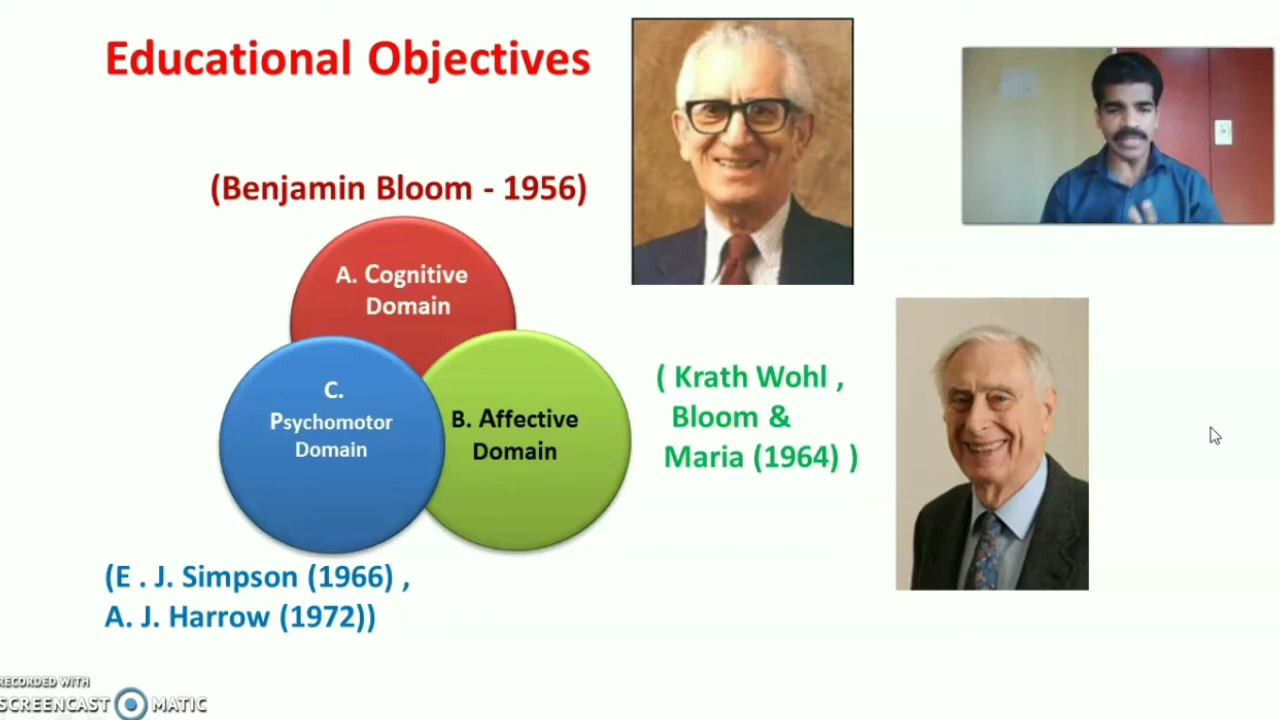 Educational Objectives
(Benjamin Bloom - 1956)
A. Cognitive
Domain
C.
Psychomotor
Domain
B. Affective
Domain
( Krath Wohl ,
Bloom &
Maria (1964) )
(E . J. Simpson (1966) ,
A. J. Harrow (1972))
RECORDED WITH
SCREENCAST MATIC